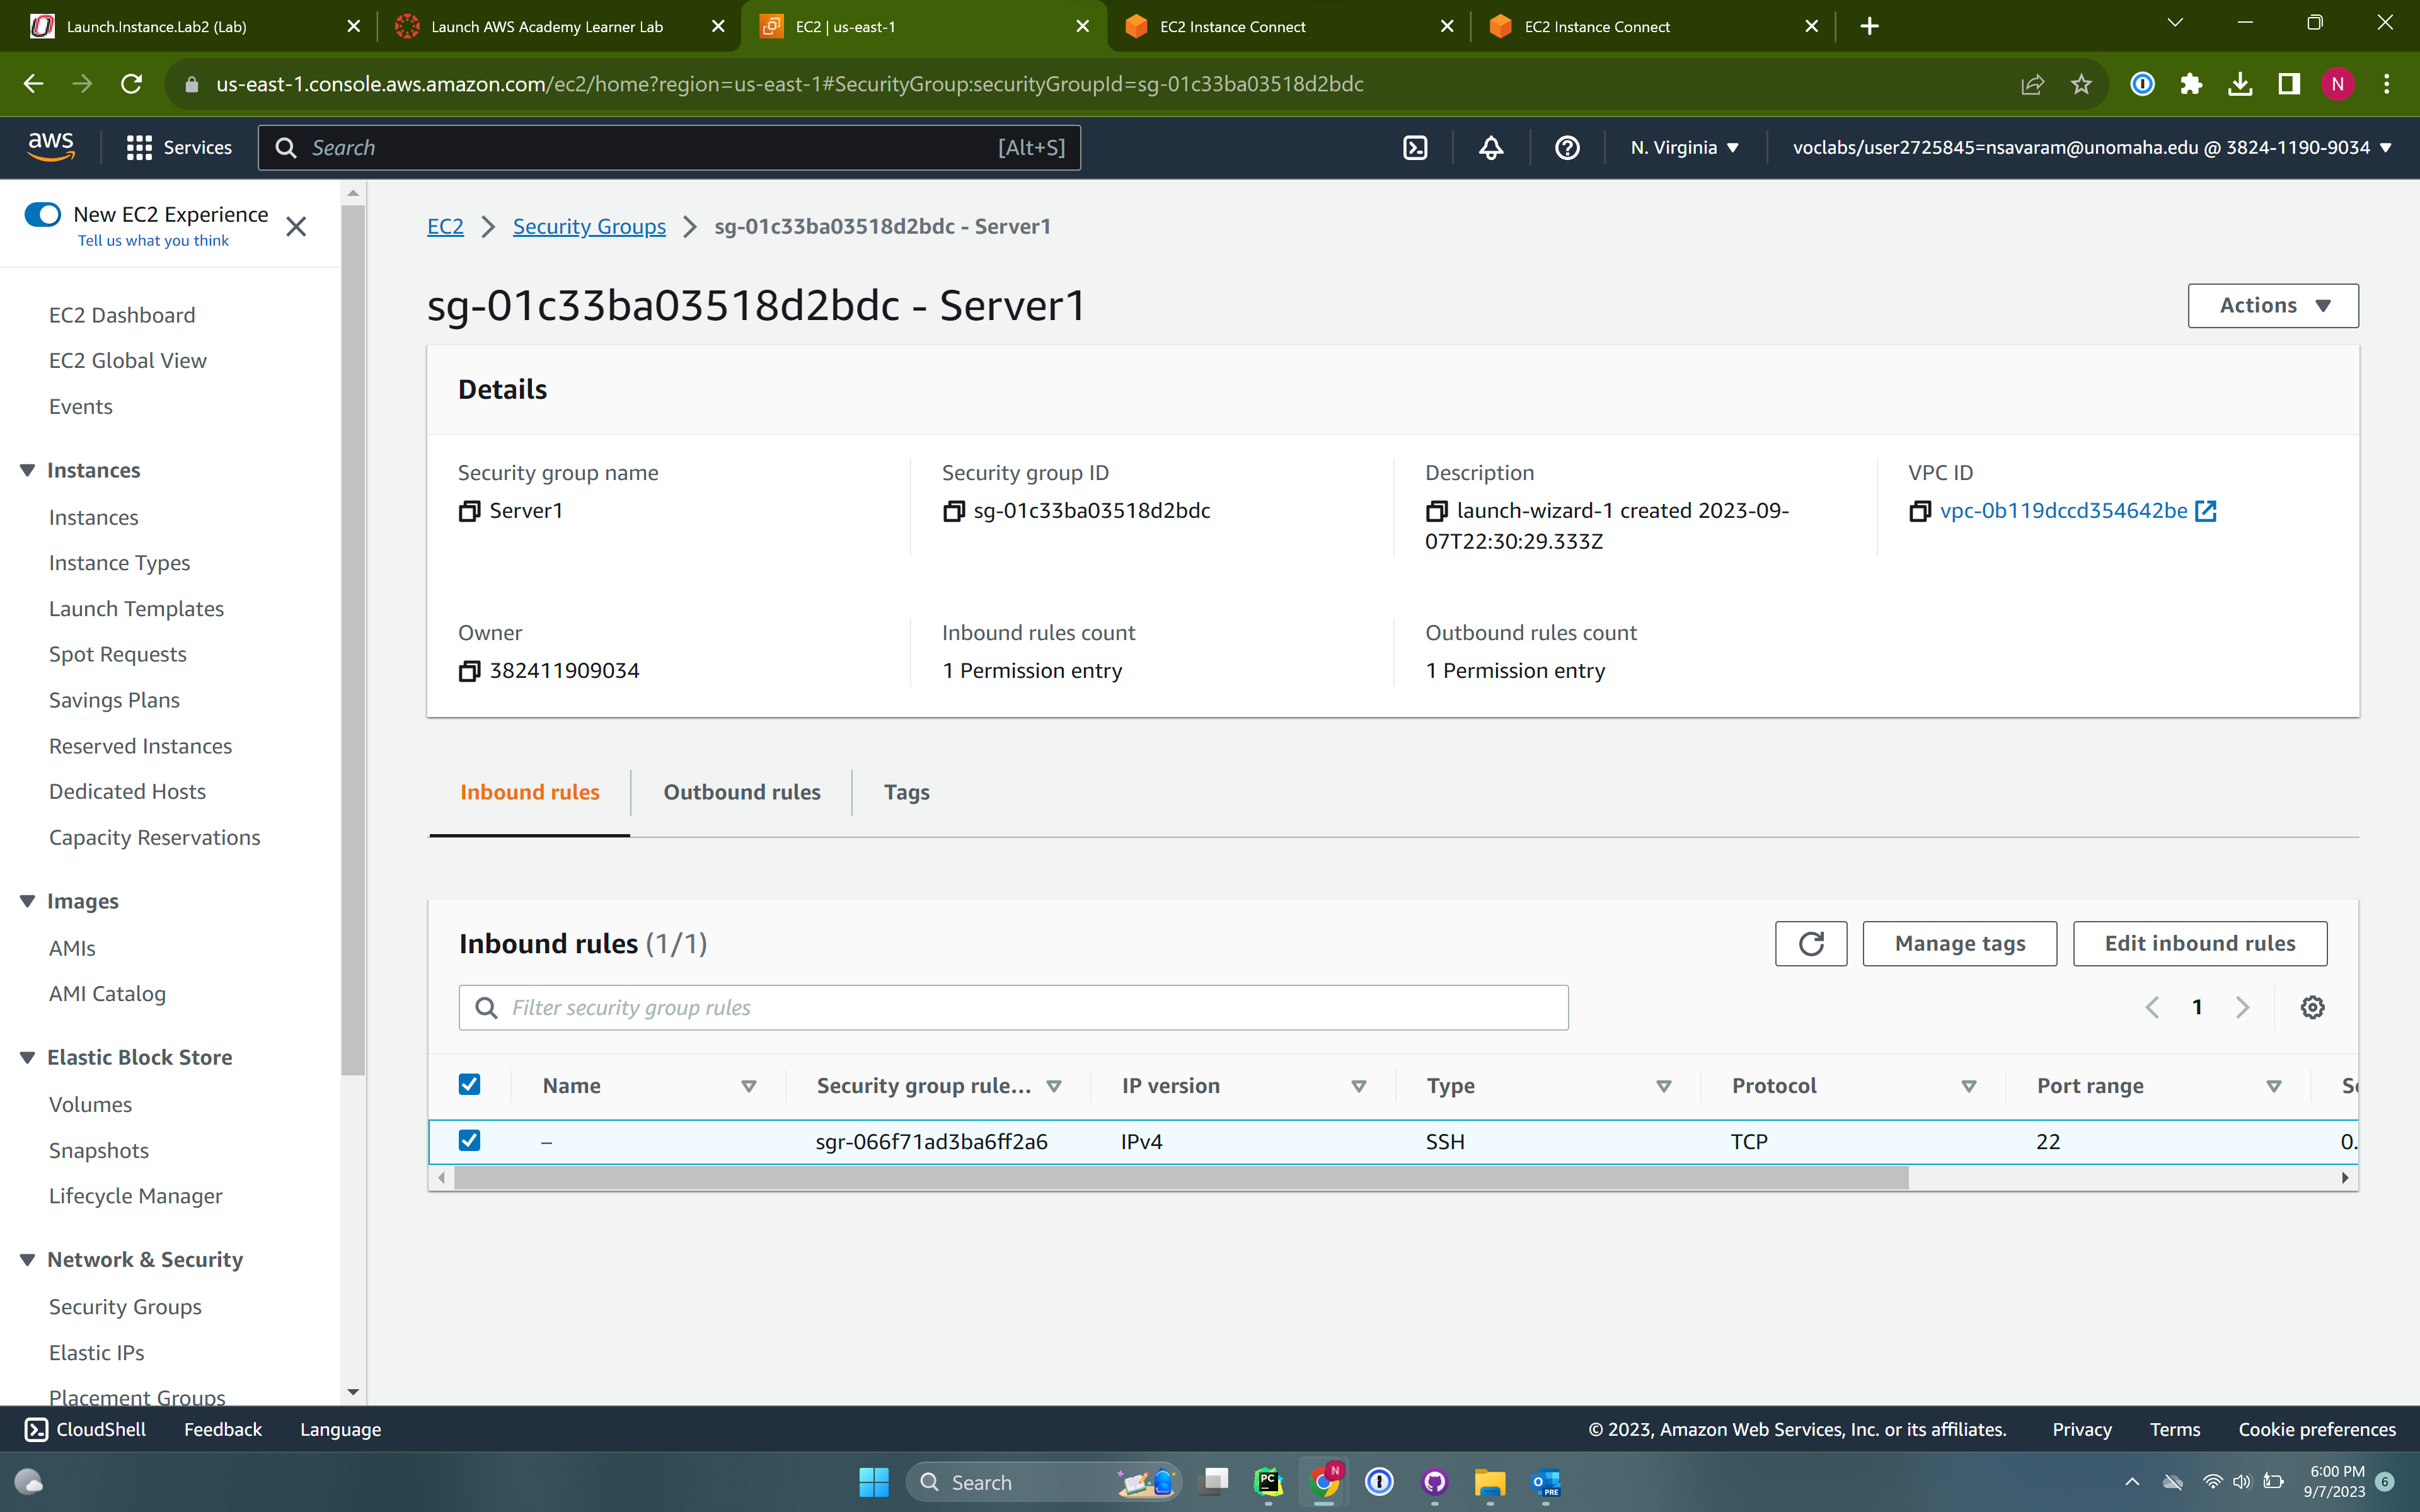 Launch.Instance.Lab2 (Lab)
Launch AWS Academy Learner Lab
EC2 | us-east-1
EC2 Instance Connect
EC2 Instance Connect
us-east-1.console.aws.amazon.com/ec2/home?region=us-east-1#SecurityGroup:securityGroupId=sg-01c33ba03518d2bdc
N
aws
Services
Search
[Alt+S]
N. Virginia
voclabs/user2725845=nsavaram@unomaha.edu @ 3824-1190-9034
New EC2 Experience
Tell us what you think
EC2 Dashboard
EC2 Global View
Events
Instances
Instances
Instance Types
Launch Templates
Spot Requests
Savings Plans
Reserved Instances
Dedicated Hosts
Capacity Reservations
Images
AMIs
AMI Catalog
Elastic Block Store
Volumes
Snapshots
Lifecycle Manager
Network & Security
Security Groups
Elastic IPs
Placement Groups
EC2 > Security Groups > sg-01c33ba03518d2bdc - Server1
sg-01c33ba03518d2bdc - Server1
Actions
Details
Security group name
Server1
Security group ID
sg-01c33ba03518d2bdc
Description
launch-wizard-1 created 2023-09-
07T22:30:29.333Z
VPC ID
vpc-0b119dccd354642be
Owner
382411909034
Inbound rules count
1 Permission entry
Outbound rules count
1 Permission entry
Inbound rules
Outbound rules
Tags
Inbound rules (1/1)
Manage tags
Edit inbound rules
Filter security group rules
1
Name Security group rule... IP version Type Protocol Port range
– sgr-066f71ad3ba6ff2a6 IPv4 SSH TCP 22 0.
CloudShell Feedback Language
© 2023, Amazon Web Services, Inc. or its affiliates. Privacy Terms Cookie preferences
Search
PC
N
PRE
6:00 PM
9/7/2023
6